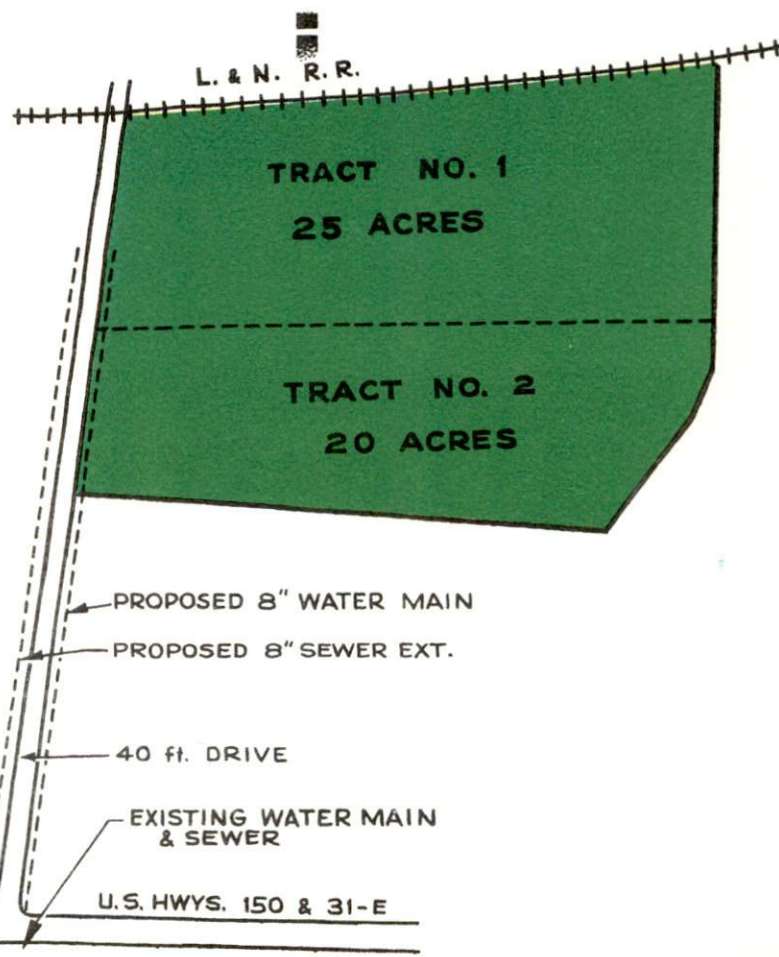 L. & N. R.R.
TRACT NO. 1
25 ACRES
TRACT NO. 2
20 ACRES
PROPOSED 8" WATER MAIN
PROPOSED 8" SEWER EXT.
40 ft. DRIVE
EXISTING WATER MAIN
& SEWER
U.S. HWYS. 150 & 31-E